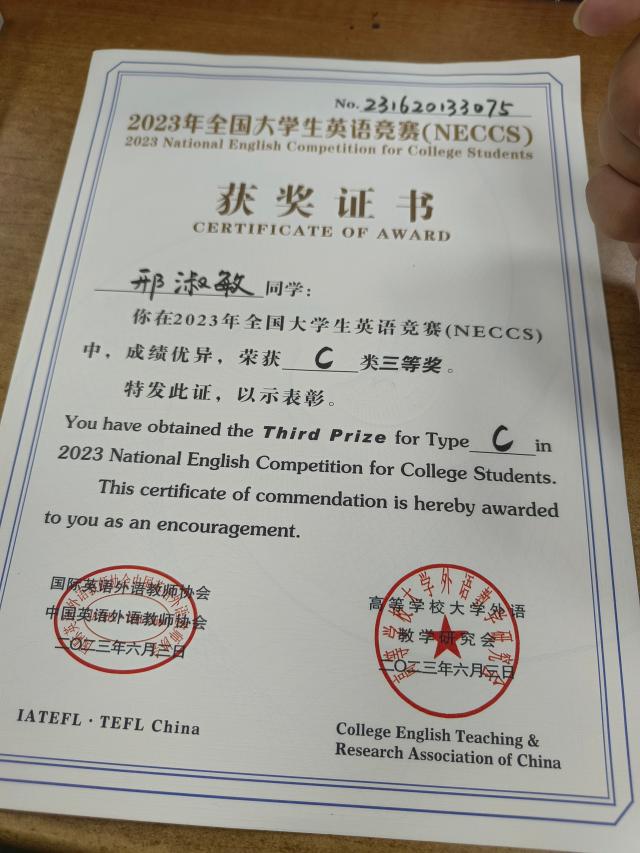 No. 231620133075
2023年全国大学生英语竞赛(NECCS)
2023 National English Competition for College Students
获奖证书
CERTIFICATE OF AWARD
邢淑敏同学:
你在2023年全国大学生英语竞赛(NECCS)
中，成绩优异，荣获 C 类三等奖。
特发此证，以示表彰。
You have obtained the Third Prize for Type C in
2023 National English Competition for College Students.
This certificate of commendation is hereby awarded
to you as an encouragement.
国际英语外语教师协会
中国英语外语教师协会
二〇二三年六月三日
IATEFL · TEFL China
高等学校大学外语
教学研究会
二〇二三年六月三日
College English Teaching &
Research Association of China